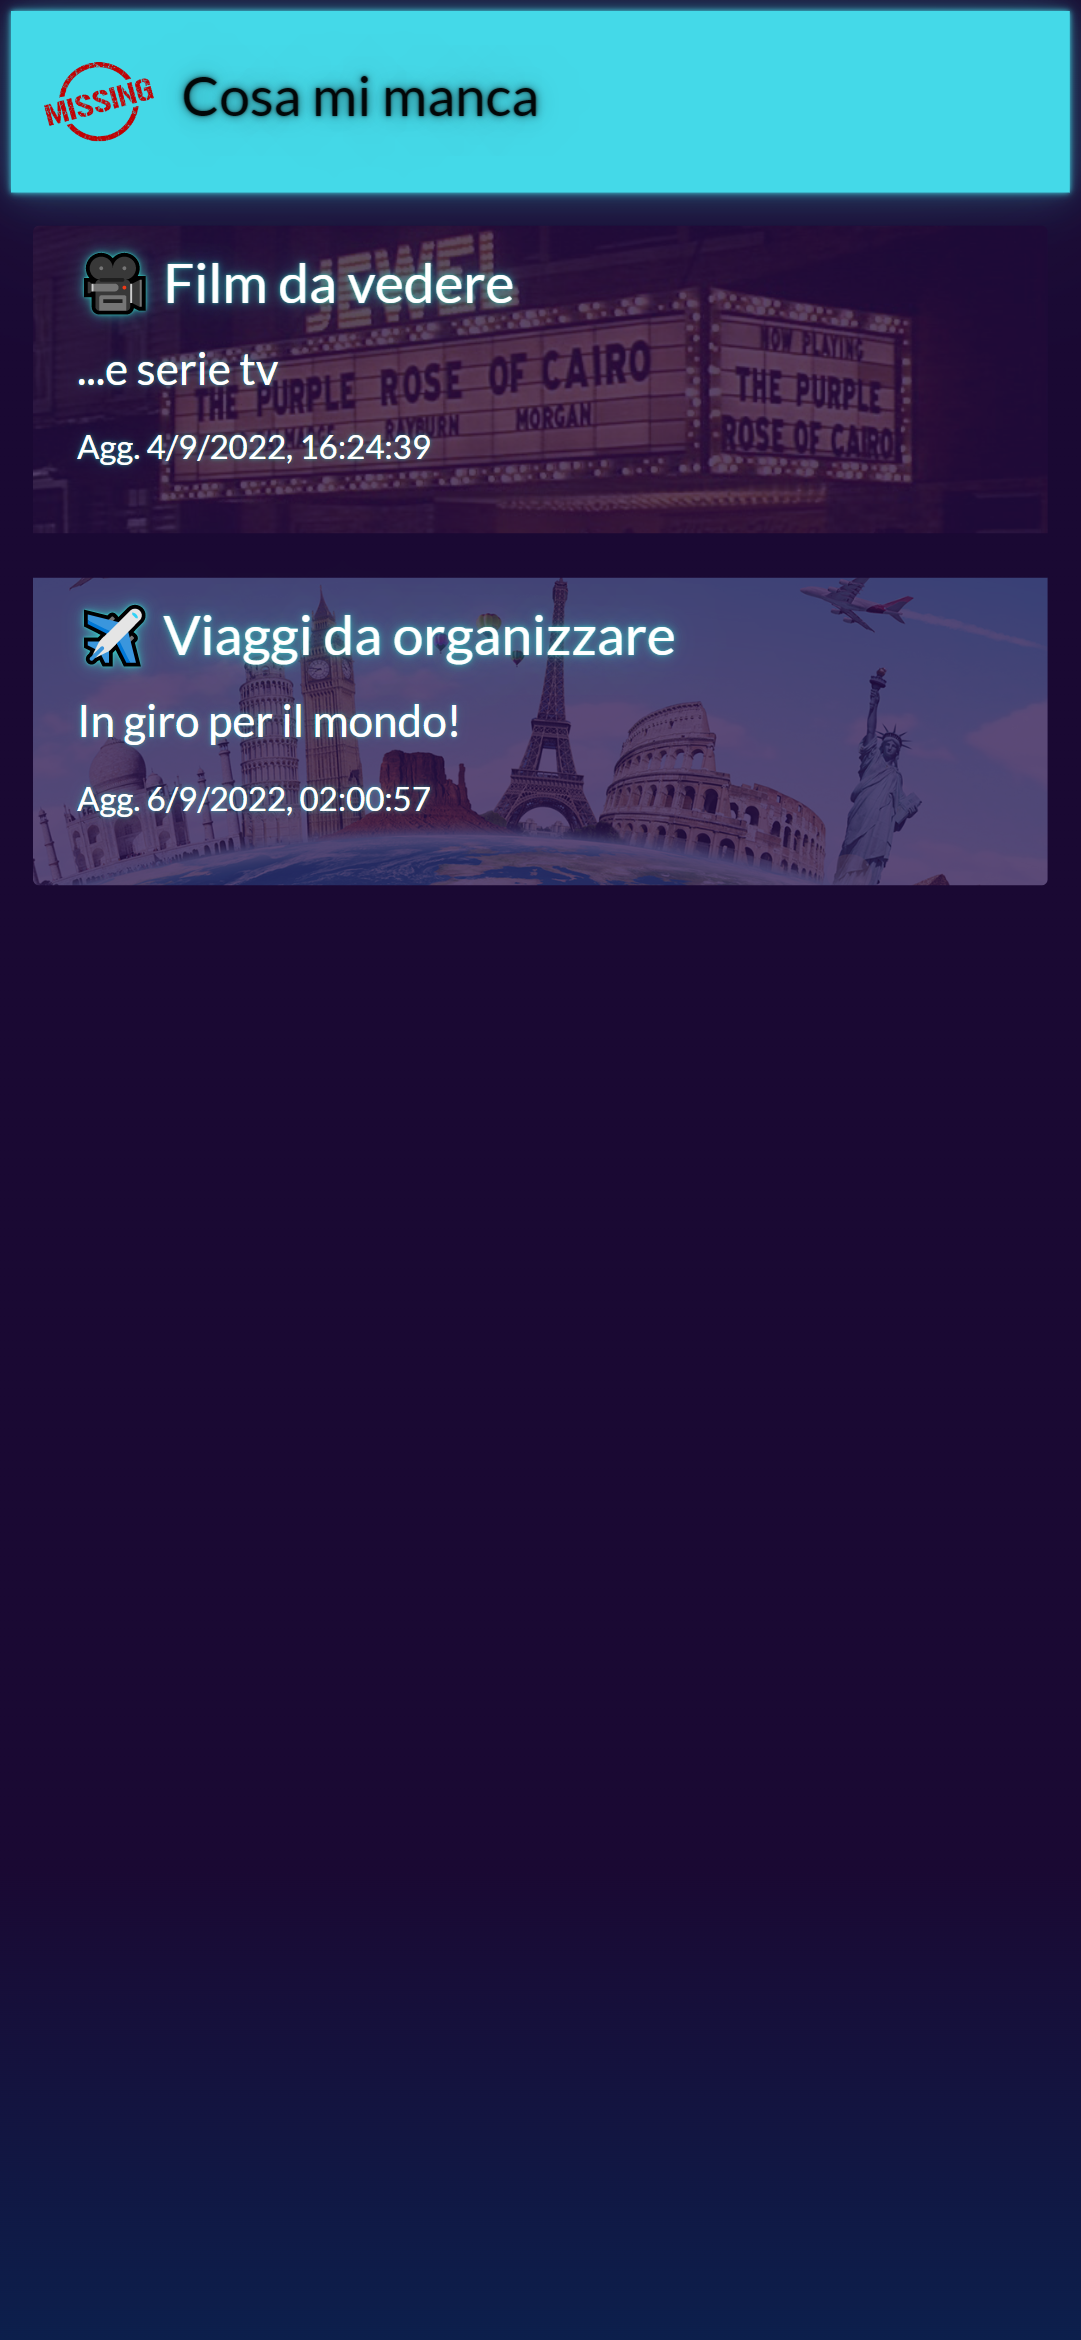 MISSING
Cosa mi manca
JEWEL
Film da vedere
NOW PLAYING
...e serie tv
THE PURPLE ROSE OF CAIRO
THE PURPLE
ROSE OF CAIRO
MORGAN
Agg. 4/9/2022, 16:24:39
Viaggi da organizzare
In giro per il mondo!
Agg. 6/9/2022, 02:00:57